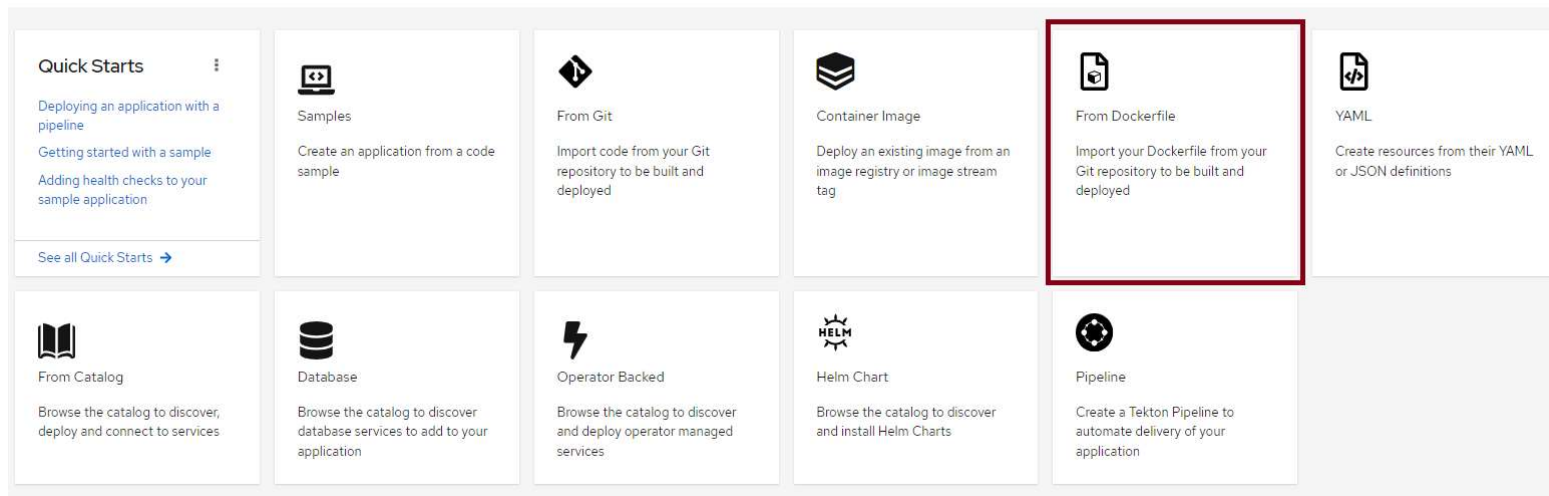 Quick Starts
Deploying an application with a
pipeline
Getting started with a sample
Adding health checks to your
sample application
See all Quick Starts
Samples
Create an application from a code
sample
From Git
Import code from your Git
repository to be built and
deployed
Container Image
Deploy an existing image from an
image registry or image stream
tag
From Dockerfile
Import your Dockerfile from your
Git repository to be built and
deployed
YAML
Create resources from their YAML
or JSON definitions
From Catalog
Browse the catalog to discover,
deploy and connect to services
Database
Browse the catalog to discover
database services to add to your
application
Operator Backed
Browse the catalog to discover
and deploy operator managed
services
HELM
Helm Chart
Browse the catalog to discover
and install Helm Charts
Pipeline
Create a Tekton Pipeline to
automate delivery of your
application